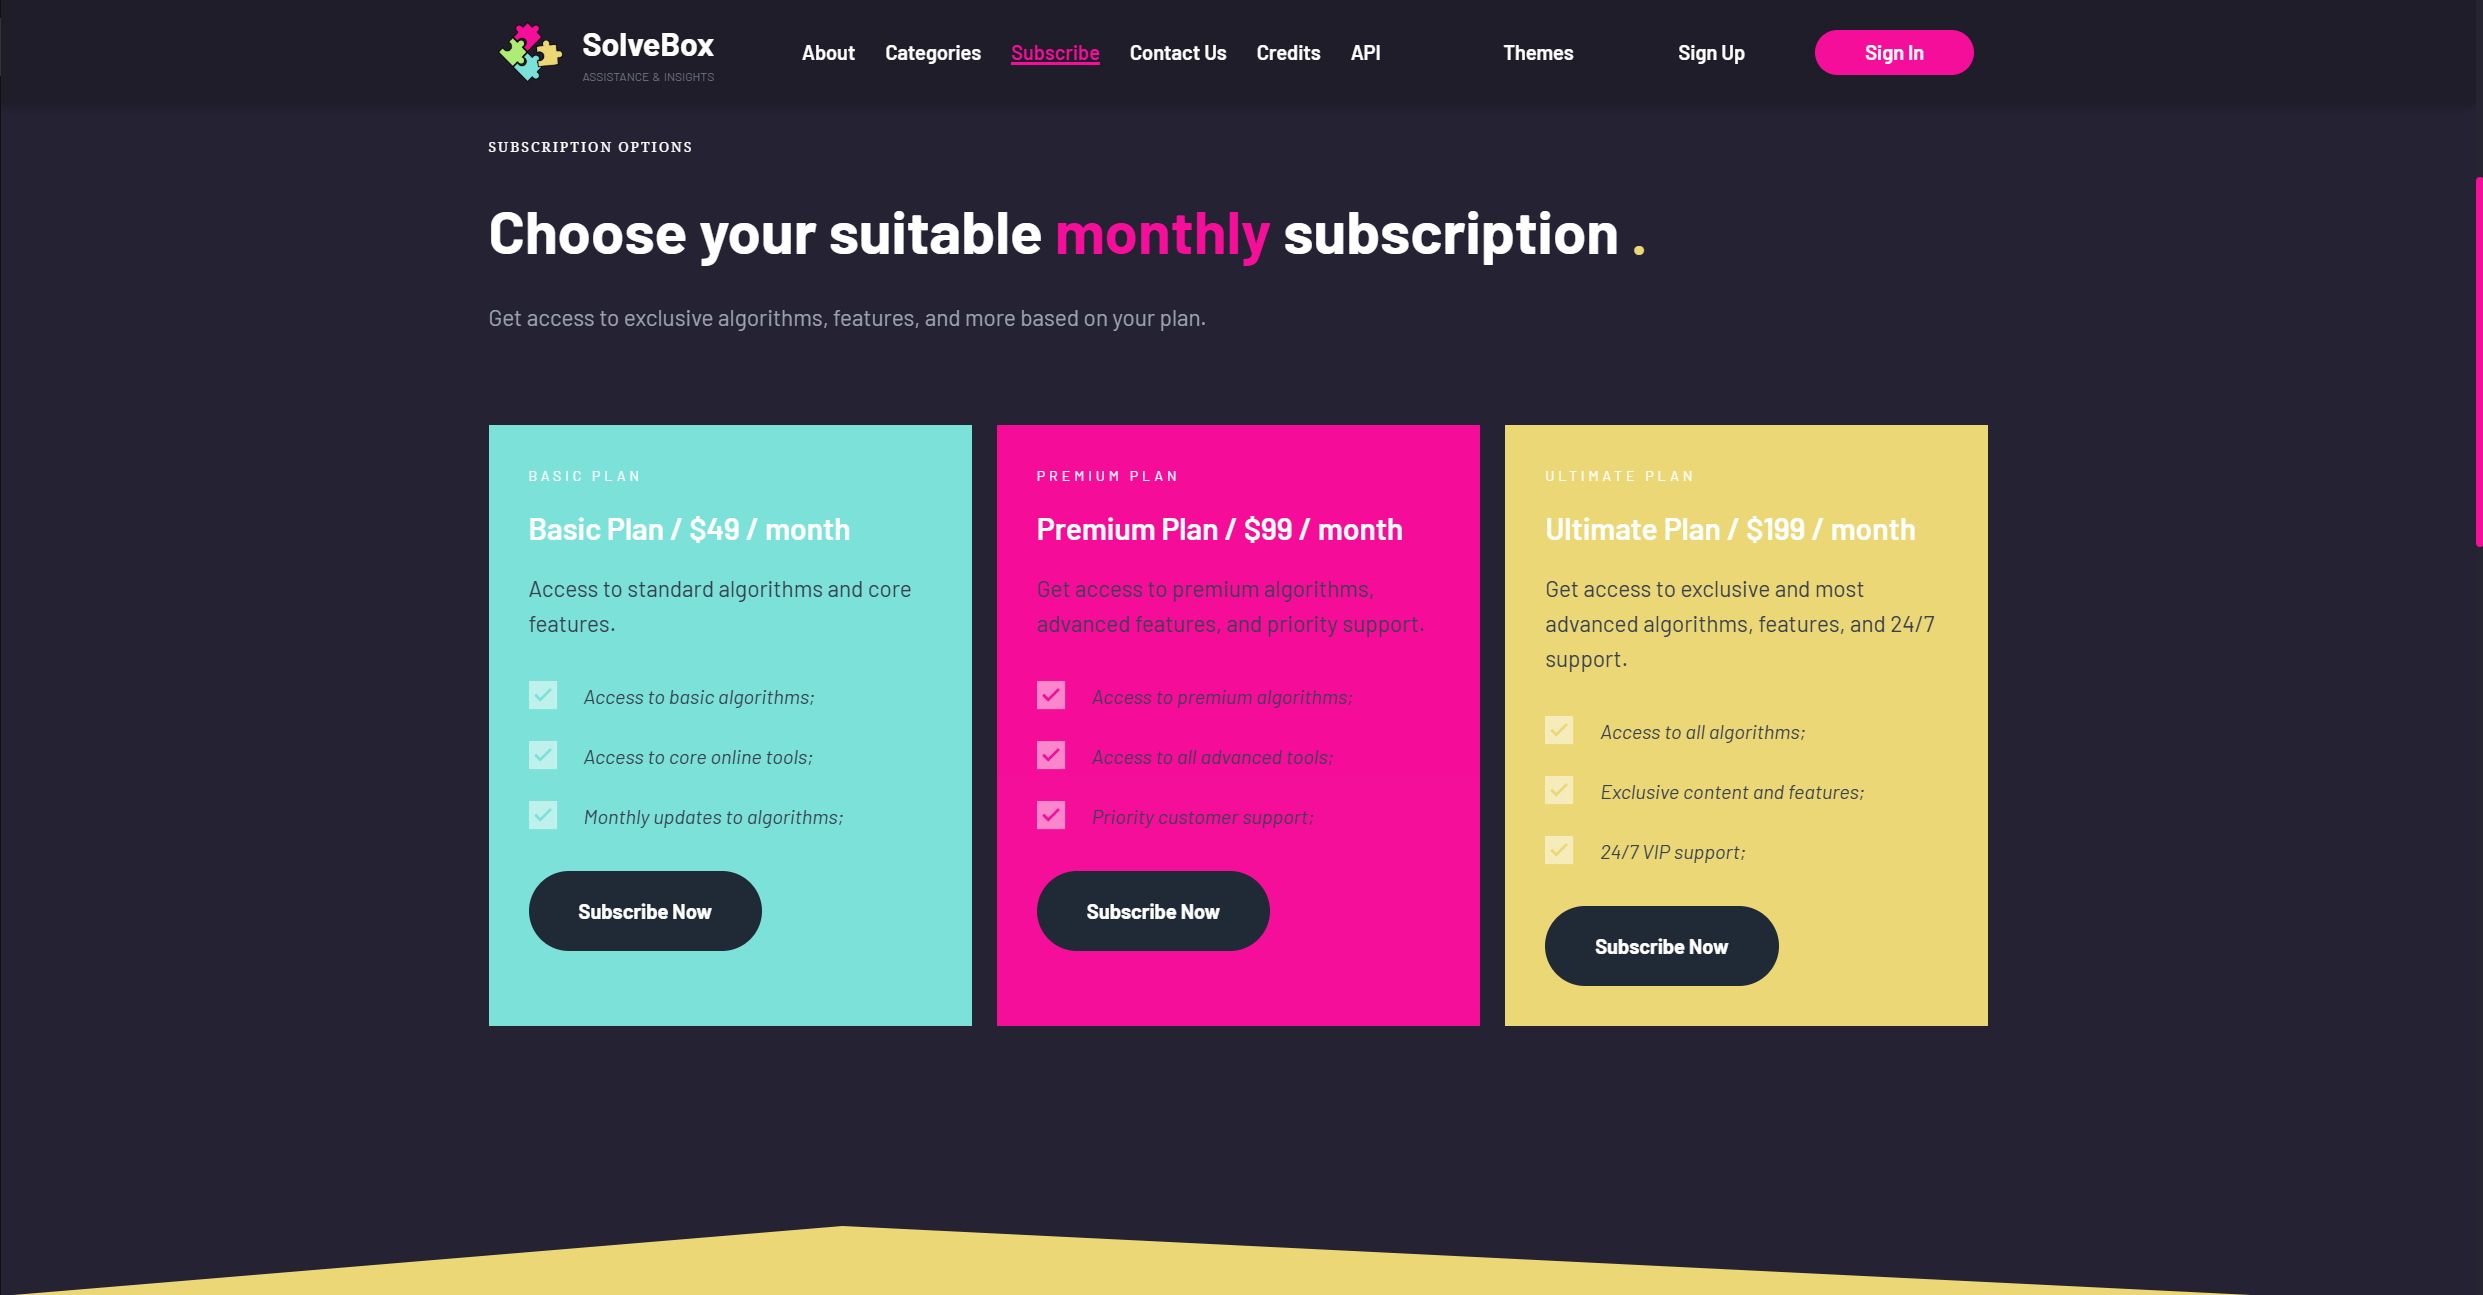 SolveBox
ASSISTANCE & INSIGHTS
About
Categories
Subscribe
Contact Us
Credits
API
Themes
Sign Up
Sign In
SUBSCRIPTION OPTIONS
Choose your suitable monthly subscription .
Get access to exclusive algorithms, features, and more based on your plan.
BASIC PLAN
Basic Plan / $49 / month
Access to standard algorithms and core
features.
Access to basic algorithms;
Access to core online tools;
Monthly updates to algorithms;
Subscribe Now
PREMIUM PLAN
Premium Plan / $99 / month
Get access to premium algorithms,
advanced features, and priority support.
Access to premium algorithms;
Access to all advanced tools;
Priority customer support;
Subscribe Now
ULTIMATE PLAN
Ultimate Plan / $199 / month
Get access to exclusive and most
advanced algorithms, features, and 24/7
support.
Access to all algorithms;
Exclusive content and features;
24/7 VIP support;
Subscribe Now